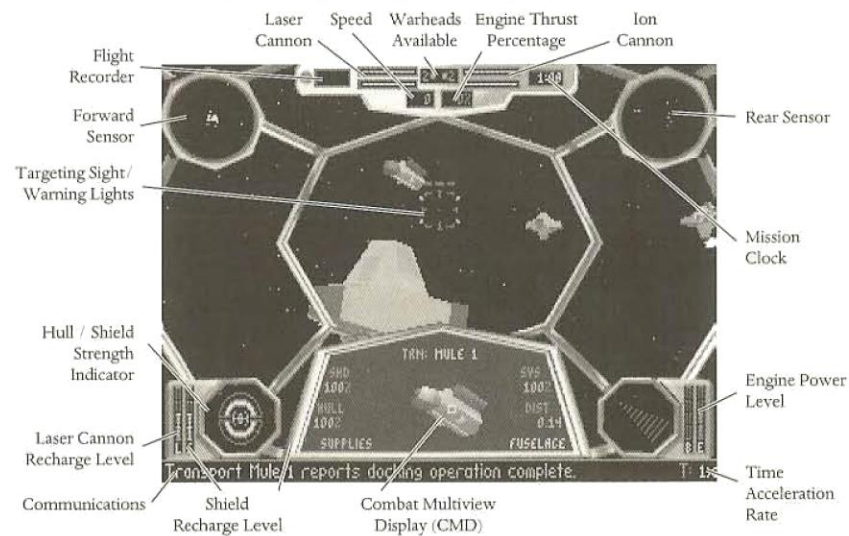 Laser
Cannon
Speed
Warheads
Available
Engine Thrust
Percentage
Ion
Cannon
Flight
Recorder
Forward
Sensor
Rear Sensor
Targeting Sight/
Warning Lights
Mission
Clock
Hull / Shield
Strength
Indicator
Engine Power
Level
Laser Cannon
Recharge Level
Communications
Shield
Recharge Level
Combat Multiview
Display (CMD)
Time
Acceleration
Rate
TRN: MULE 1
SHD
100%
SYS
100%
HULL
100%
DIST
0.14
SUPPLIES
FUSELAGE
B E
Transport Mule 1 reports docking operation complete.